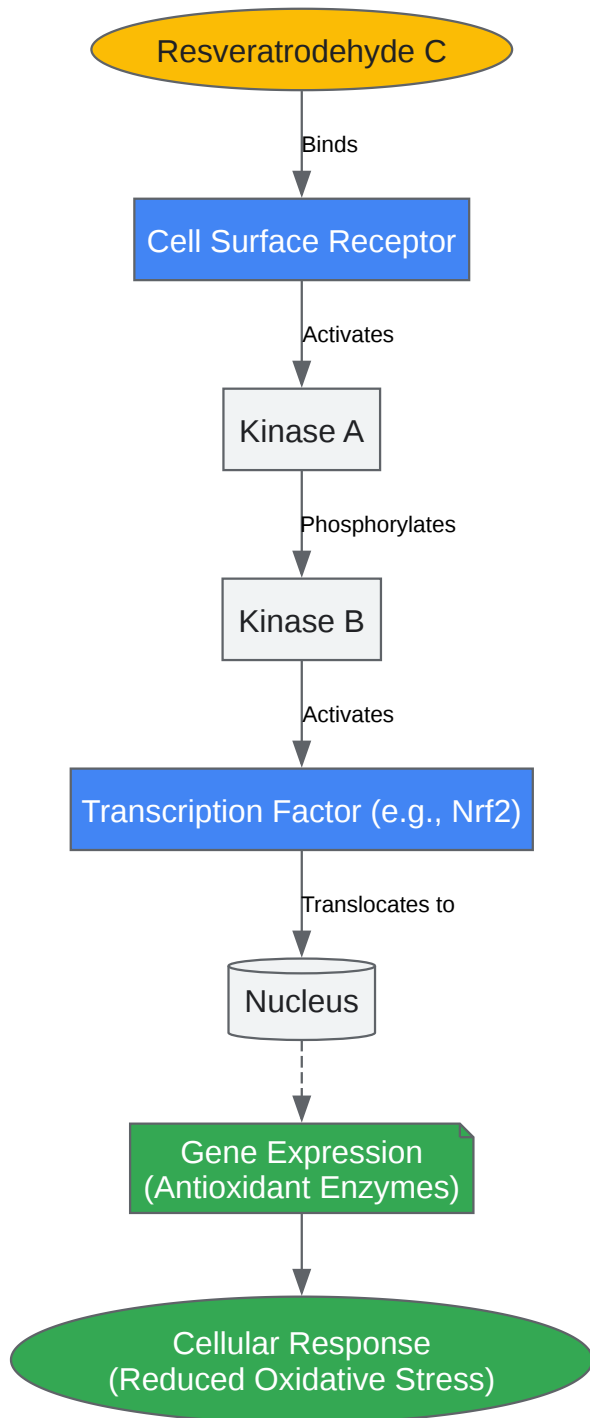 Resveratrodehyde C
Binds
Cell Surface Receptor
Activates
Kinase A
Phosphorylates
Kinase B
Activates
Transcription Factor (e.g., Nrf2)
Translocates to
Nucleus
Gene Expression
(Antioxidant Enzymes)
Cellular Response
(Reduced Oxidative Stress)